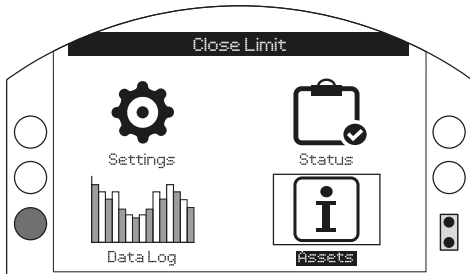 Close Limit
Settings
Status
Data Log
Assets